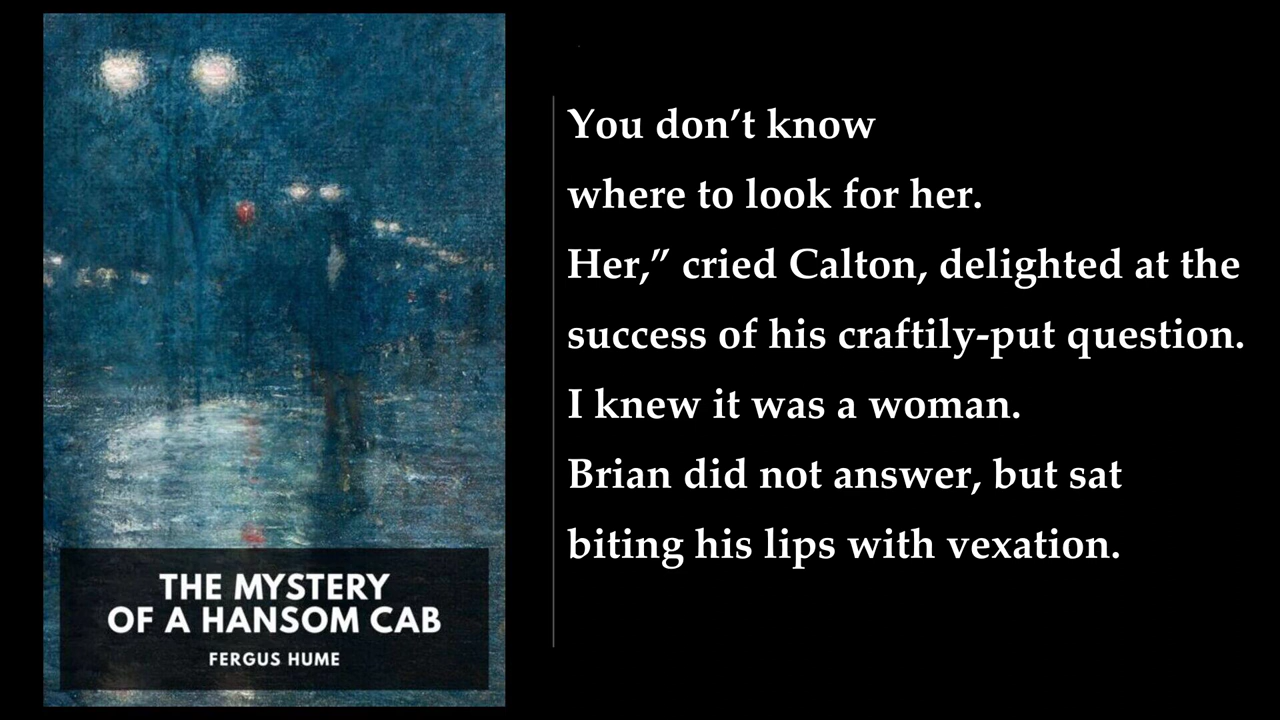 THE MYSTERY
OF A HANSOM CAB
FERGUS HUME
You don’t know
where to look for her.
Her,” cried Calton, delighted at the
success of his craftily-put question.
I knew it was a woman.
Brian did not answer, but sat
biting his lips with vexation.